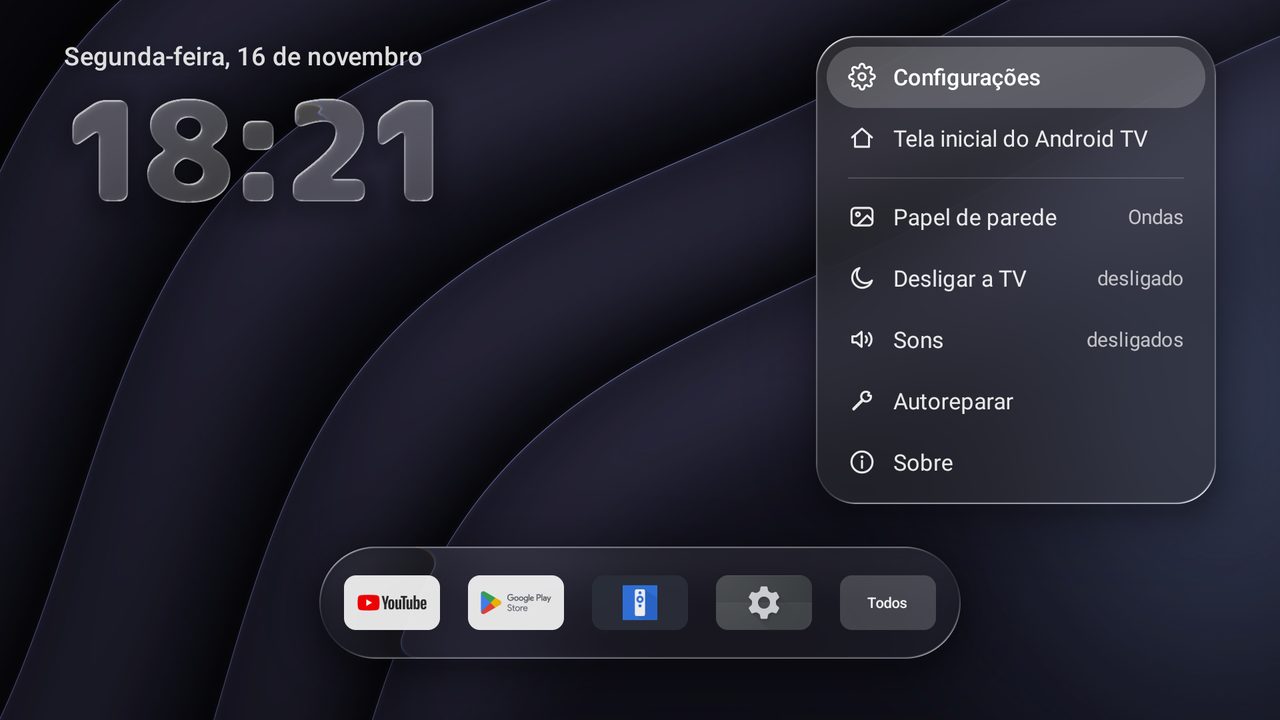 Segunda-feira, 16 de novembro
18:21
Configurações
Tela inicial do Android TV
Papel de parede Ondas
Desligar a TV desligado
Sons desligados
Autoreparar
Sobre
YouTube
Google Play
Store
Todos